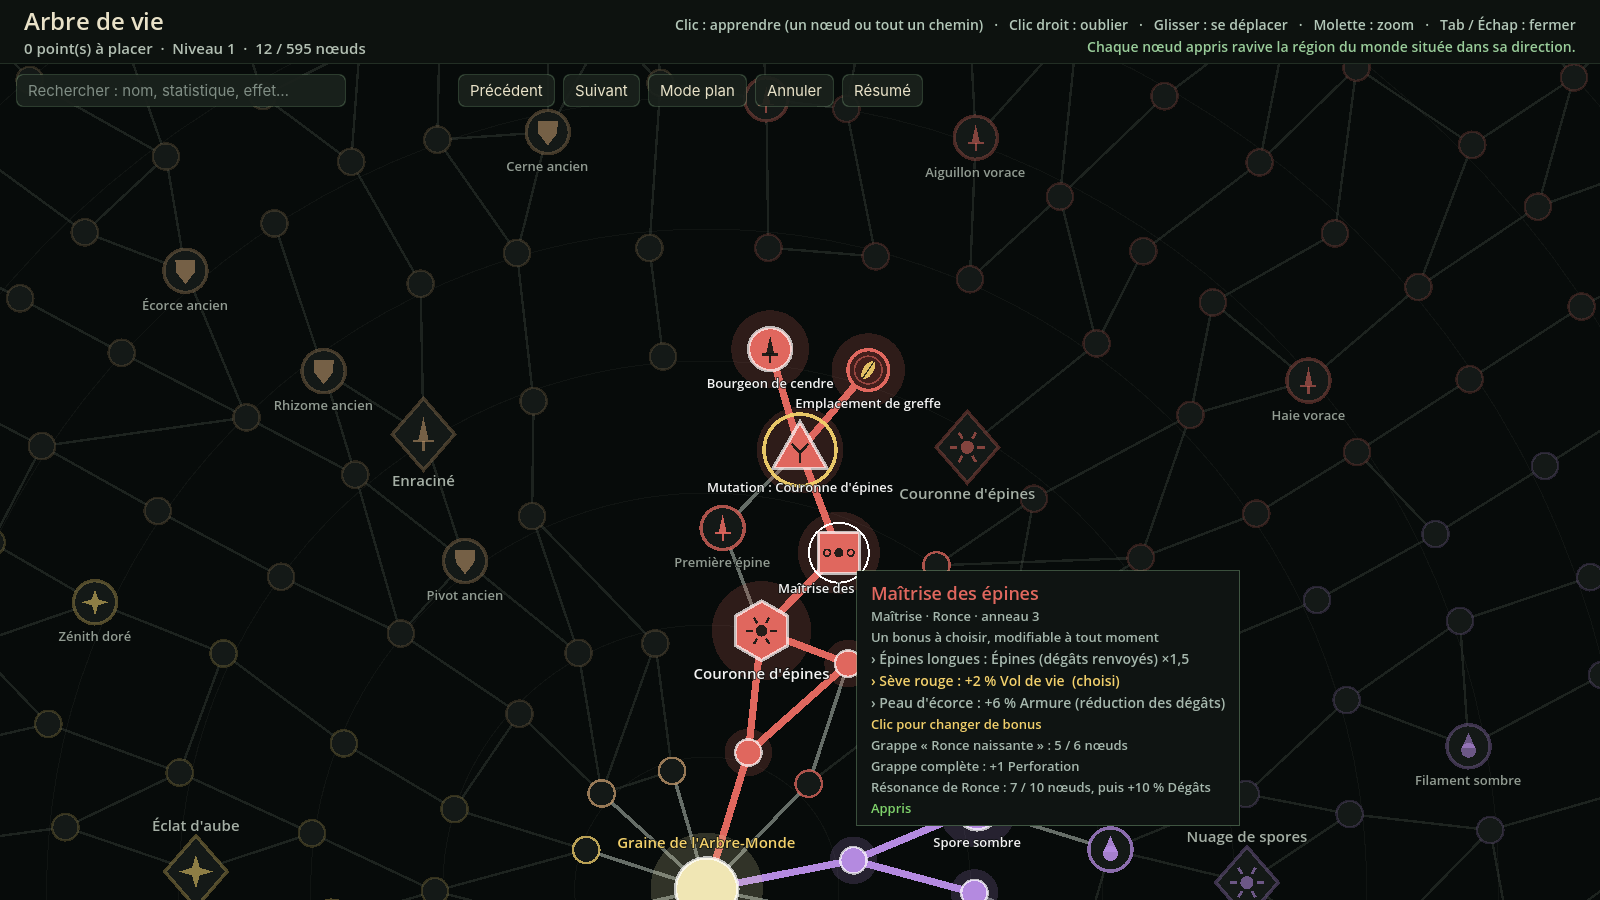 Arbre de vie
0 point(s) à placer · Niveau 1 · 12 / 595 nœuds
Clic : apprendre (un nœud ou tout un chemin) · Clic droit : oublier · Glisser : se déplacer · Molette : zoom · Tab / Échap : fermer
Chaque nœud appris ravive la région du monde située dans sa direction.
Rechercher : nom, statistique, effet...
Précédent
Suivant
Mode plan
Annuler
Résumé
Cerne ancien
Aiguillon vorace
Écorce ancien
Bourgeon de cendre
Emplacement de greffe
Rhizome ancien
Haie vorace
Enraciné
Mutation : Couronne d'épines
Couronne d'épines
Première épine
Maîtrise des
Pivot ancien
Zénith doré
Couronne d'épines
Maîtrise des épines
Maîtrise · Ronce · anneau 3
Un bonus à choisir, modifiable à tout moment
› Épines longues : Épines (dégâts renvoyés) ×1,5
› Sève rouge : +2 % Vol de vie (choisi)
› Peau d'écorce : +6 % Armure (réduction des dégâts)
Clic pour changer de bonus
Grappe « Ronce naissante » : 5 / 6 nœuds
Grappe complète : +1 Perforation
Résonance de Ronce : 7 / 10 nœuds, puis +10 % Dégâts
Appris
Filament sombre
Éclat d'aube
Graine de l'Arbre-Monde
Spore sombre
Nuage de spores